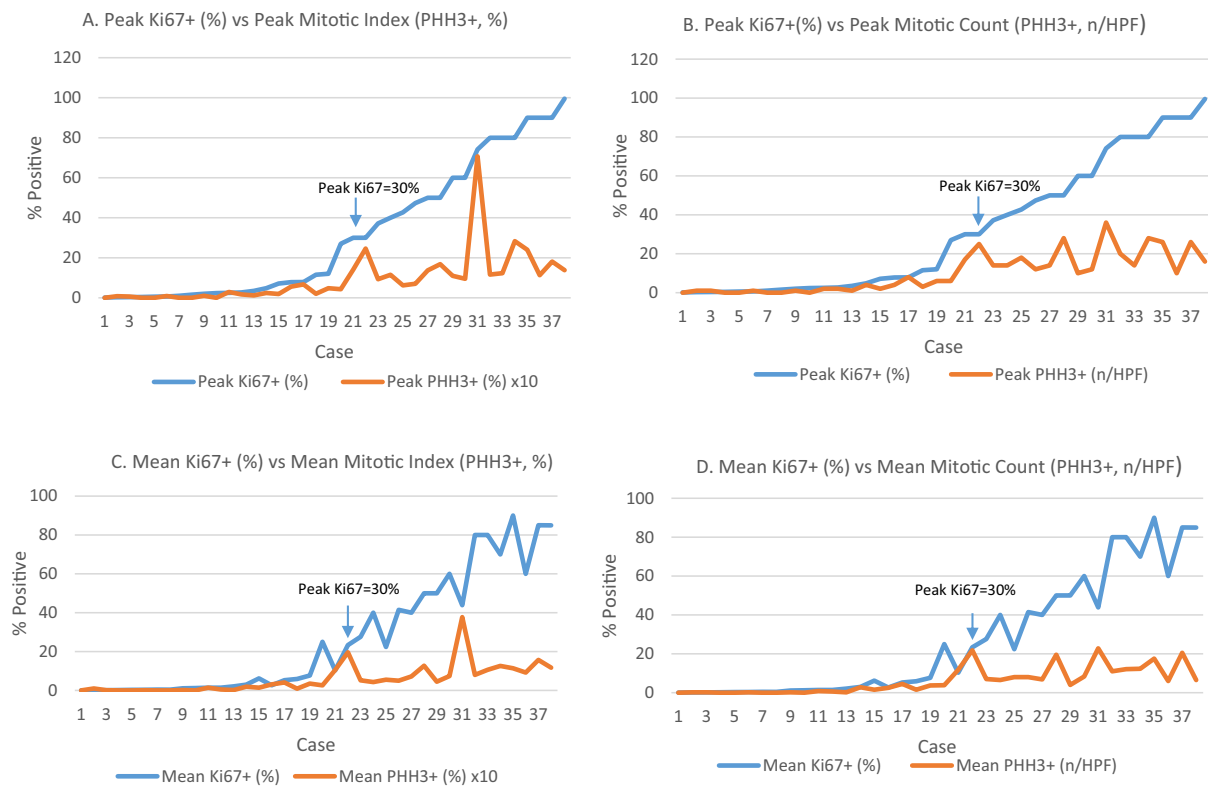 A. Peak Ki67+ (%) vs Peak Mitotic Index (PHH3+, %)
120
100
80
60
40
20
0
% Positive
Peak Ki67=30%
1 3 5 7 9 11 13 15 17 19 21 23 25 27 29 31 33 35 37
Case
Peak Ki67+ (%) Peak PHH3+ (%) x10
B. Peak Ki67+(%) vs Peak Mitotic Count (PHH3+, n/HPF)
120
100
80
60
40
20
0
% Positive
Peak Ki67=30%
1 3 5 7 9 11 13 15 17 19 21 23 25 27 29 31 33 35 37
Case
Peak Ki67+ (%) Peak PHH3+ (n/HPF)
C. Mean Ki67+ (%) vs Mean Mitotic Index (PHH3+, %)
100
80
60
40
20
0
% Positive
Peak Ki67=30%
1 3 5 7 9 11 13 15 17 19 21 23 25 27 29 31 33 35 37
Case
Mean Ki67+ (%) Mean PHH3+ (%) x10
D. Mean Ki67+ (%) vs Mean Mitotic Count (PHH3+, n/HPF)
100
80
60
40
20
0
% Positive
Peak Ki67=30%
1 3 5 7 9 11 13 15 17 19 21 23 25 27 29 31 33 35 37
Case
Mean Ki67+ (%) Mean PHH3+ (n/HPF)